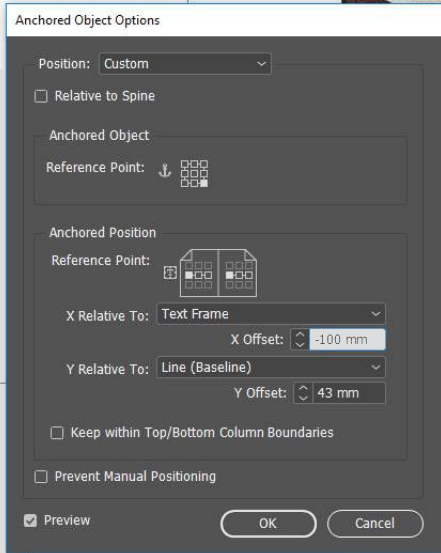 Anchored Object Options
Position: Custom
Relative to Spine
Anchored Object
Reference Point:
Anchored Position
Reference Point:
X Relative To: Text Frame
X Offset: -100 mm
Y Relative To: Line (Baseline)
Y Offset: 43 mm
Keep within Top/Bottom Column Boundaries
Prevent Manual Positioning
Preview OK Cancel